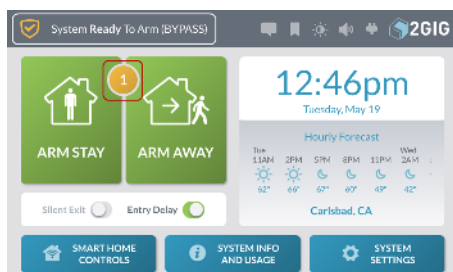 System Ready To Arm (BYPASS)
2GIG
1
ARM STAY
ARM AWAY
Silent Exit
Entry Delay
12:46pm
Tuesday, May 19
Hourly Forecast
Tue Wed
11AM 2PM 5PM 8PM 11PM 2AM
62° 66° 67° 60° 49° 42°
Carlsbad, CA
SMART HOME
CONTROLS
SYSTEM INFO
AND USAGE
SYSTEM
SETTINGS